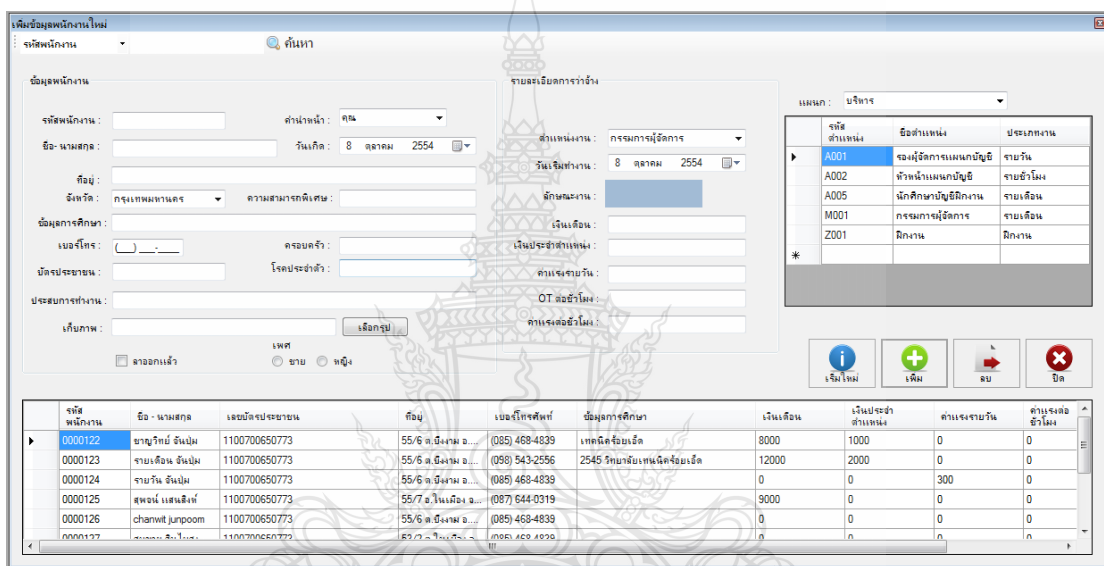 เพิ่มข้อมูลพนักงานใหม่
รหัสพนักงาน ค้นหา
ข้อมูลพนักงาน
รหัสพนักงาน : คำนำหน้า : คุณ
ชื่อ- นามสกุล : วันเกิด : 8 ตุลาคม 2554
ที่อยู่ :
จังหวัด : กรุงเทพมหานคร ความสามารถพิเศษ :
ข้อมูลการศึกษา :
เบอร์โทร : (__) ___-____ ครอบครัว :
บัตรประชาชน : โรคประจำตัว :
ประสบการทำงาน :
เก็บภาพ : เลือกรูป
เพศ
ลาออกแล้ว ชาย หญิง
รายละเอียดการว่าจ้าง
ตำแหน่งงาน : กรรมการผู้จัดการ
วันเริ่มทำงาน : 8 ตุลาคม 2554
ลักษณะงาน :
เงินเดือน :
เงินประจำตำแหน่ง :
ค่าแรงรายวัน :
OT ต่อชั่วโมง :
ค่าแรงต่อชั่วโมง :
แผนก : บริหาร
รหัสตำแหน่ง ชื่อตำแหน่ง ประเภทงาน
A001 รองผู้จัดการแผนกบัญชี รายวัน
A002 หัวหน้าแผนกบัญชี รายชั่วโมง
A005 นักศึกษาบัญชีฝึกงาน รายเดือน
M001 กรรมการผู้จัดการ รายเดือน
Z001 ฝึกงาน ฝึกงาน
เริ่มใหม่ เพิ่ม ลบ ปิด
รหัสพนักงาน ชื่อ - นามสกุล เลขบัตรประชาชน ที่อยู่ เบอร์โทรศัพท์ ข้อมูลการศึกษา เงินเดือน เงินประจำตำแหน่ง ค่าแรงรายวัน ค่าแรงต่อชั่วโมง
0000122 ชาญวิทย์ จันปุ่ม 1100700650773 55/6 ต.บึงงาม อ.... (085) 468-4839 เทคนิคร้อยเอ็ด 8000 1000 0 0
0000123 รายเดือน จันปุ่ม 1100700650773 55/6 ต.บึงงาม อ.... (098) 543-2556 2545 วิทยาลัยเทคนิคร้อยเอ็ด 12000 2000 0 0
0000124 รายวัน จันปุ่ม 1100700650773 55/6 ต.บึงงาม อ.... (085) 468-4839 0 0 300 0
0000125 สุพจน์ แสนสิงห์ 1100700650773 55/7 อ.ในเมือง จ... (087) 644-0319 9000 0 0 0
0000126 chanwit junpoom 1100700650773 55/6 ต.บึงงาม อ.... (085) 468-4839 0 0 0 0
0000127 1100700650773 (085) 468-4839 0 0 0 0